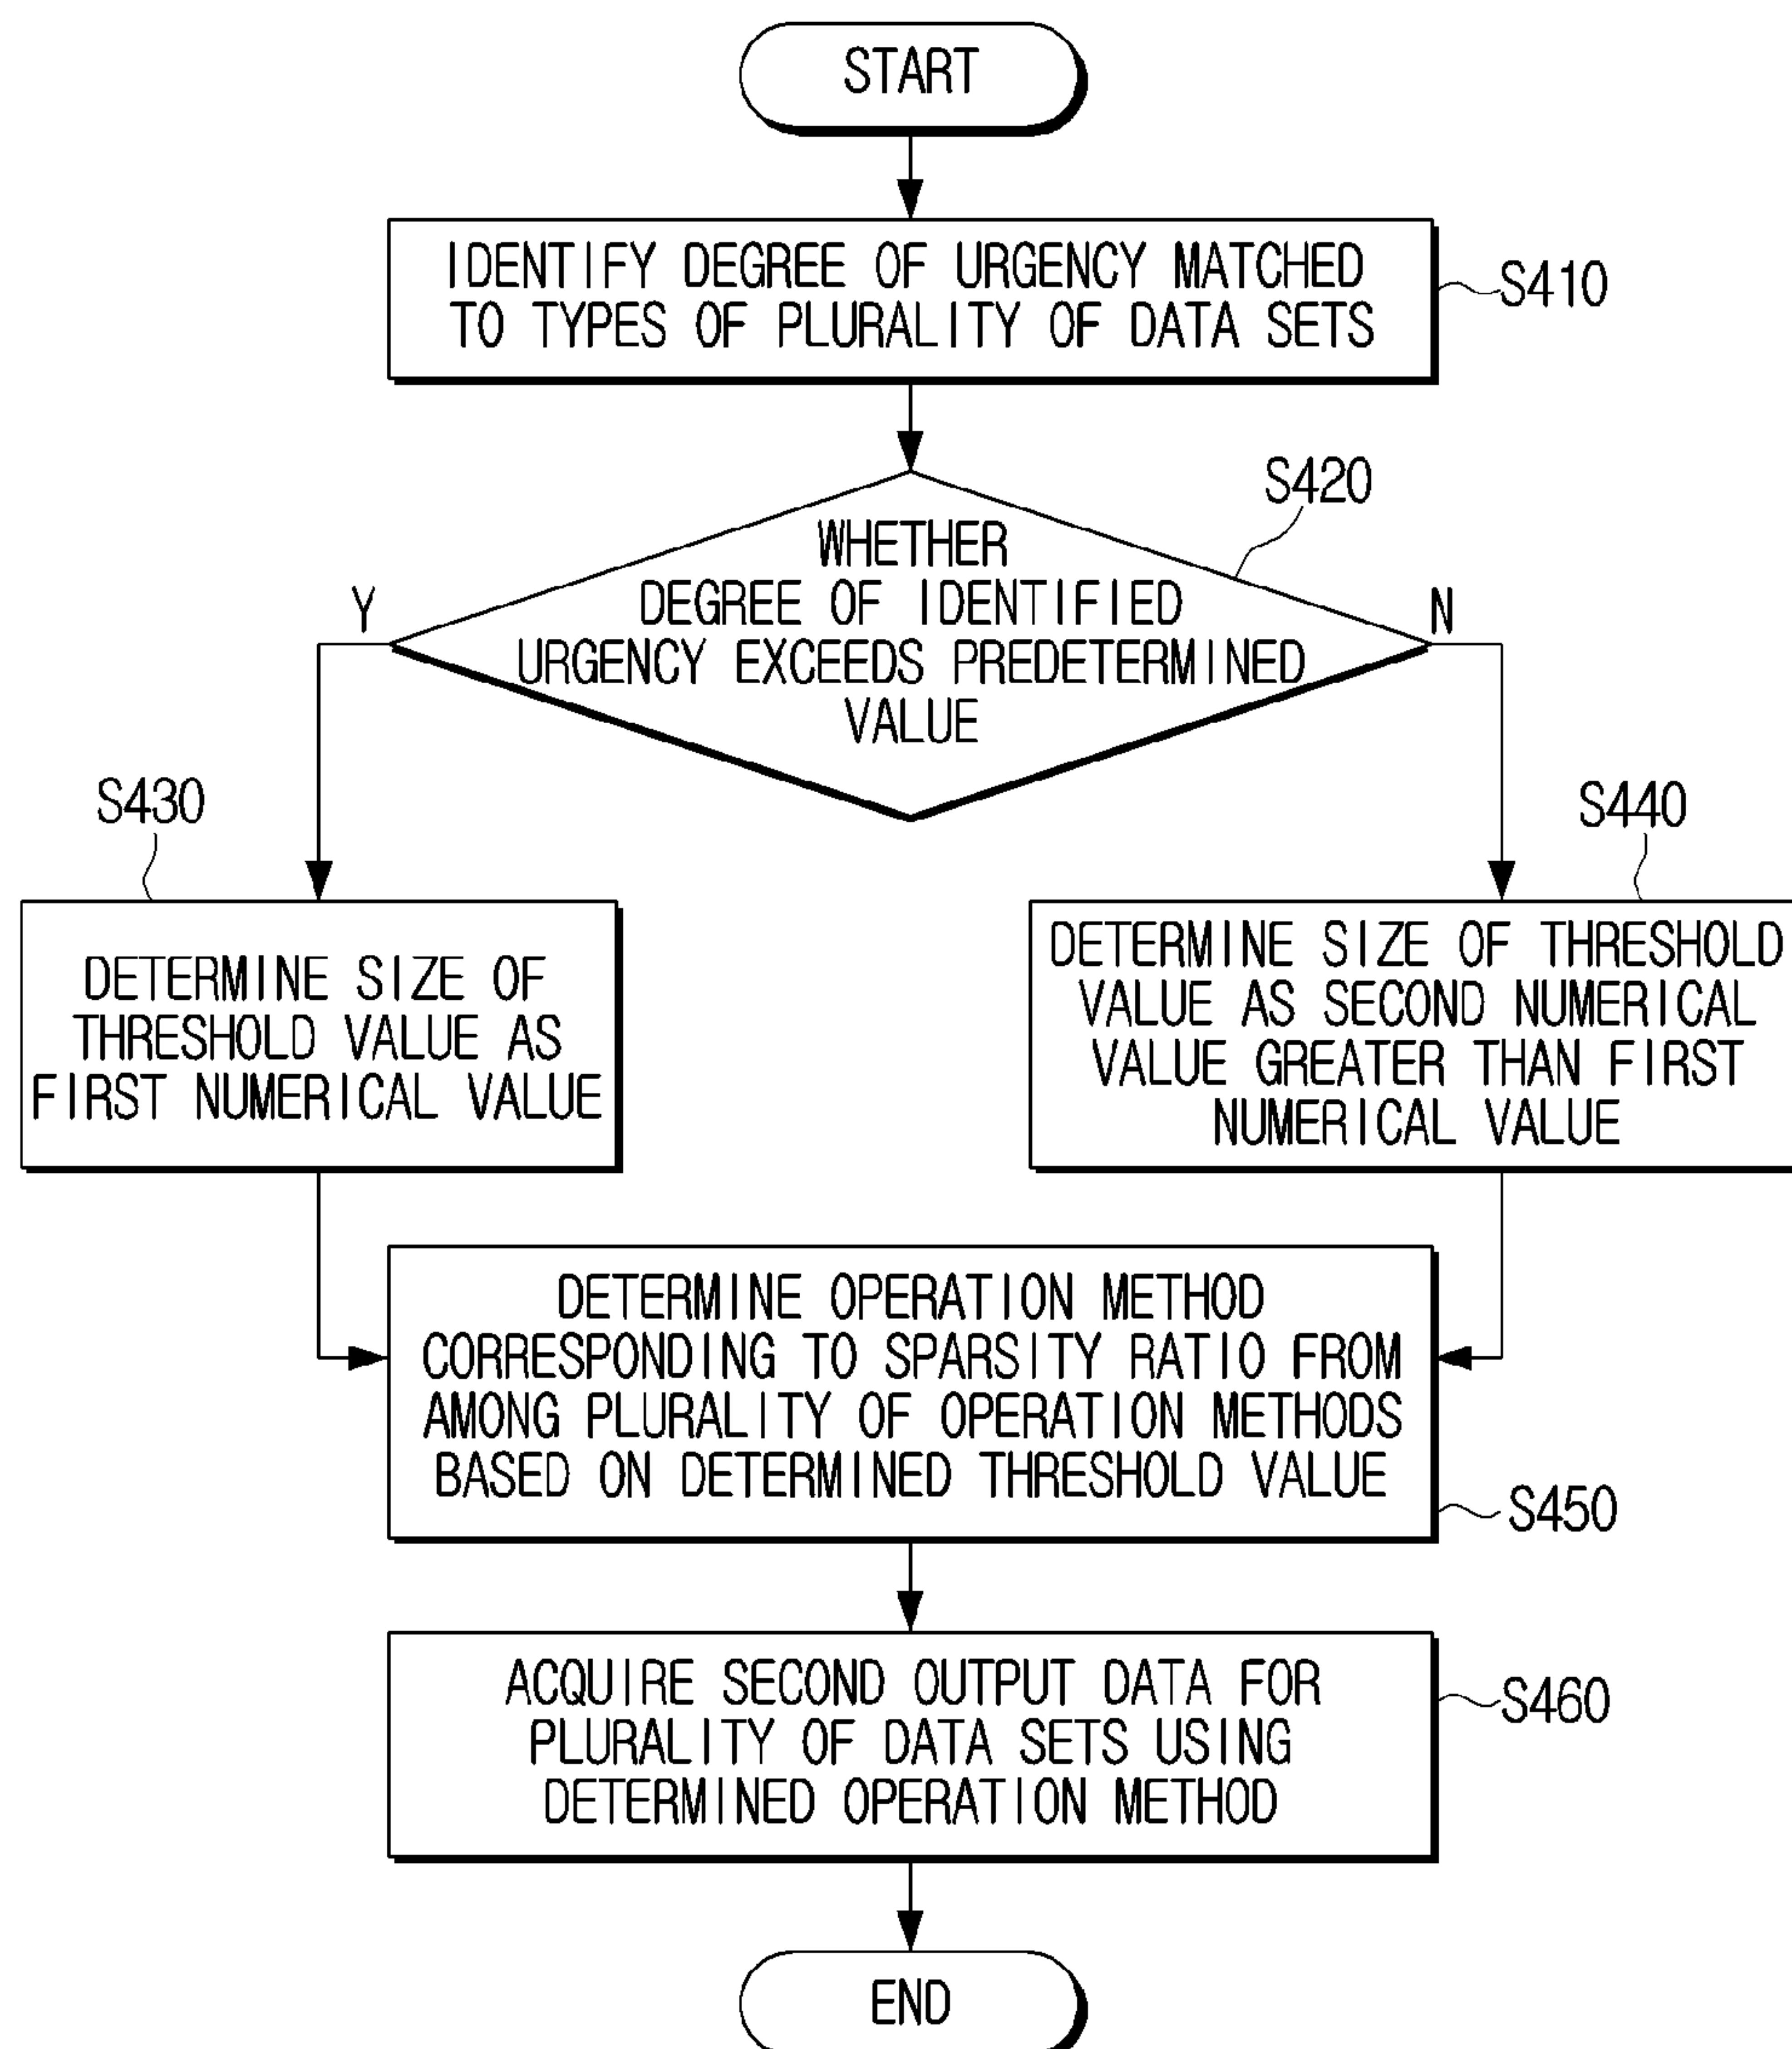 START
IDENTIFY DEGREE OF URGENCY MATCHED
TO TYPES OF PLURALITY OF DATA SETS
S410
S420
WHETHER
DEGREE OF IDENTIFIED
URGENCY EXCEEDS PREDETERMINED
VALUE
Y
N
S430
DETERMINE SIZE OF
THRESHOLD VALUE AS
FIRST NUMERICAL VALUE
S440
DETERMINE SIZE OF THRESHOLD
VALUE AS SECOND NUMERICAL
VALUE GREATER THAN FIRST
NUMERICAL VALUE
DETERMINE OPERATION METHOD
CORRESPONDING TO SPARSITY RATIO FROM
AMONG PLURALITY OF OPERATION METHODS
BASED ON DETERMINED THRESHOLD VALUE
S450
ACQUIRE SECOND OUTPUT DATA FOR
PLURALITY OF DATA SETS USING
DETERMINED OPERATION METHOD
S460
END